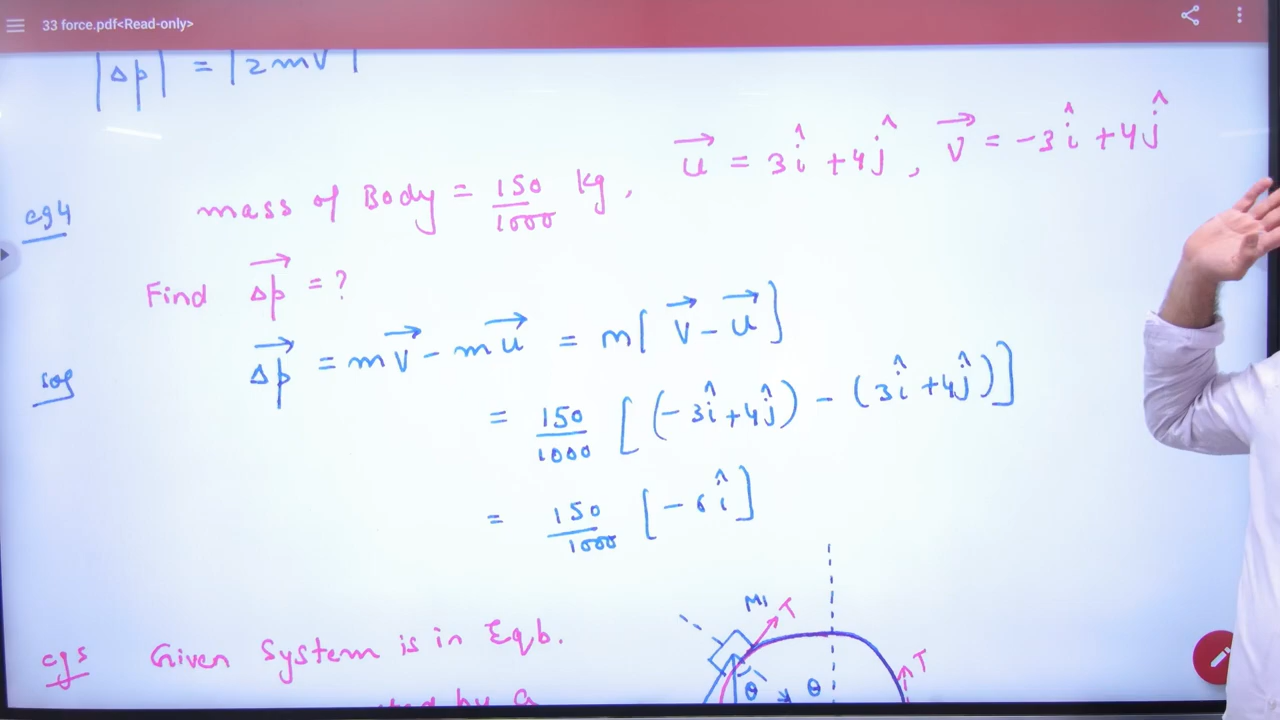 33 force.pdf<Read-only>
|Δp| = |2mv|
eg4 mass of Body = 150/1000 kg, u⃗ = 3î + 4ĵ, v⃗ = -3î + 4ĵ
Find Δp⃗ = ?
sol Δp⃗ = mv⃗ - mu⃗ = m[v⃗ - u⃗]
= 150/1000 [(-3î + 4ĵ) - (3î + 4ĵ)]
= 150/1000 [-6î]
M1 T
eg5 Given System is in Eqb.
T
θ θ
by a